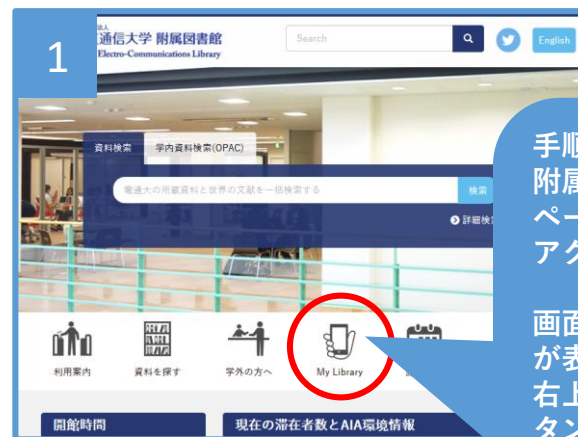 1
人
通信大学 附属図書館
Electro-Communications Library
Search
English
資料検索
学内資料検索(OPAC)
電通大の所蔵資料と世界の文献を一括検索する
検索
詳細検
手順
附属
ペー
アク
画面
が表
右上
タン
利用案内
資料を探す
学外の方へ
My Library
開館時間
現在の滞在者数とAIA環境情報